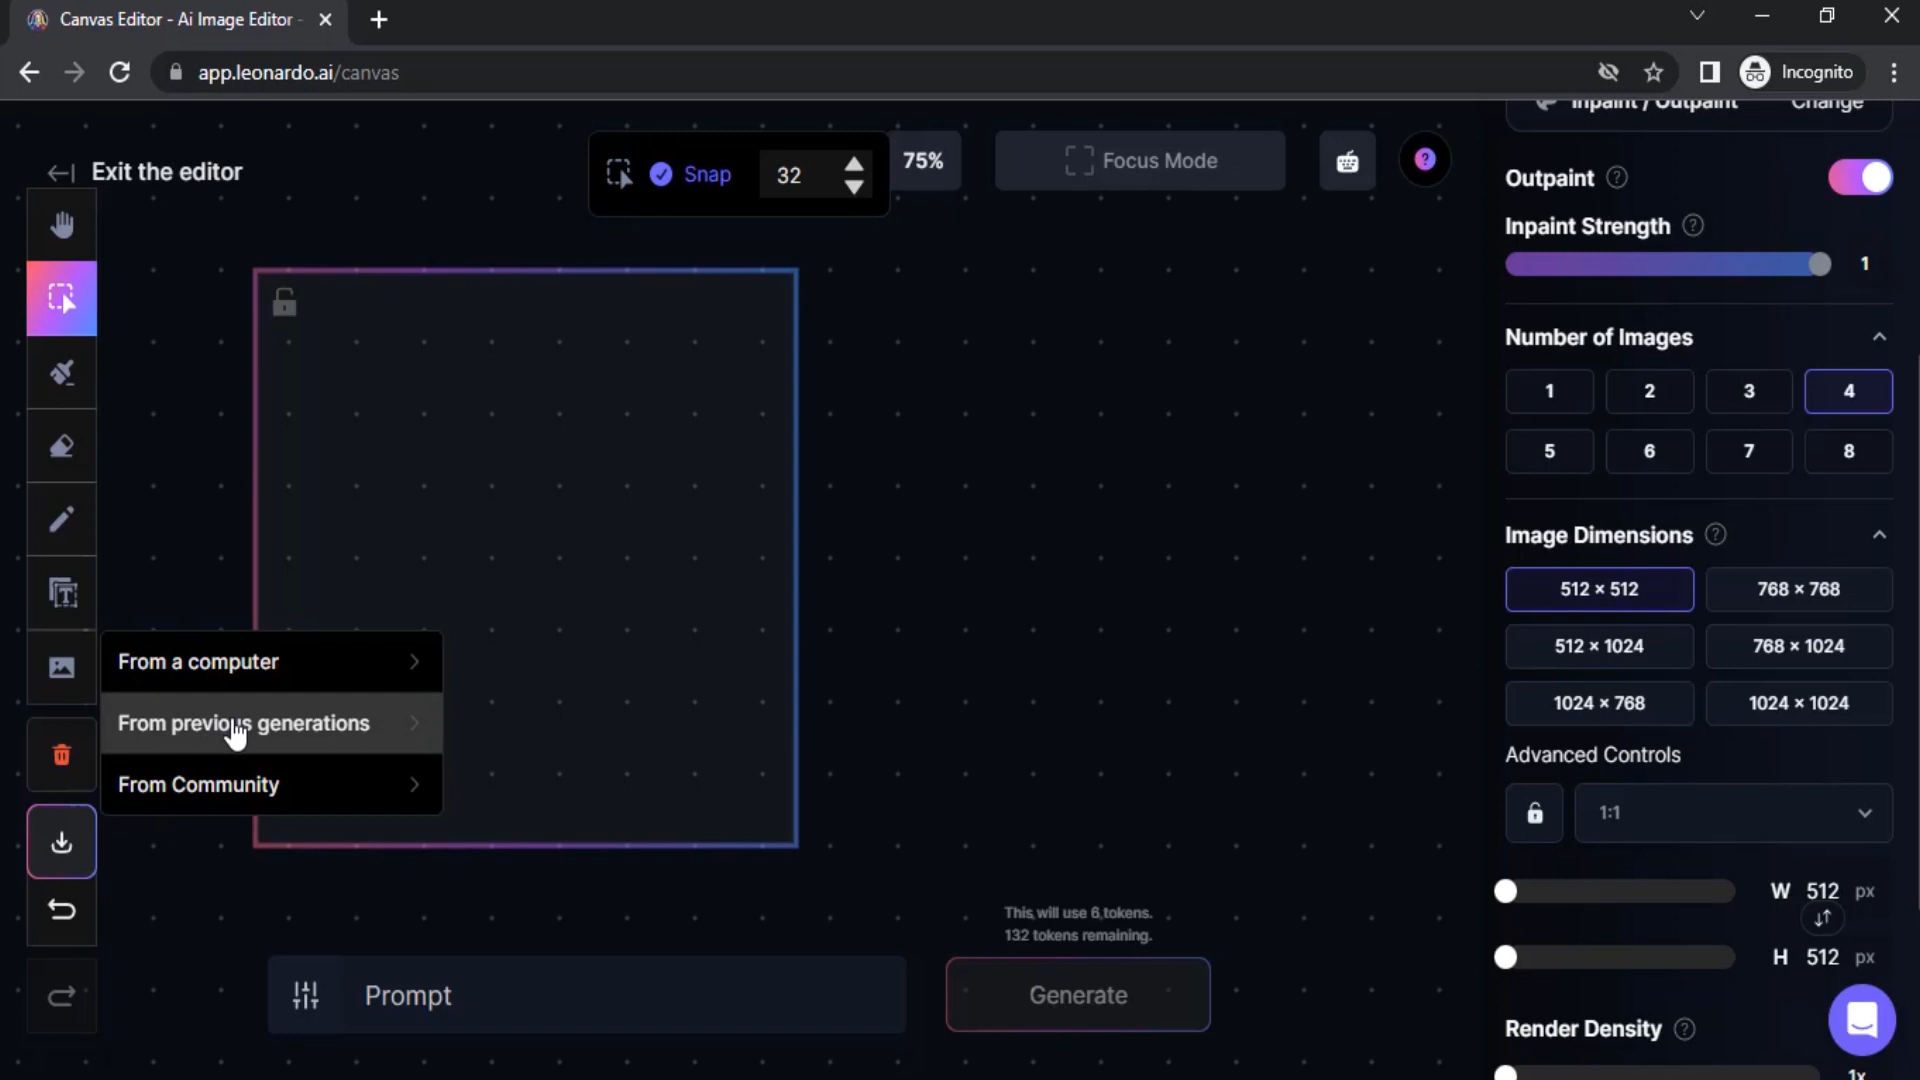 Canvas Editor - Ai Image Editor -
app.leonardo.ai/canvas
Incognito
Exit the editor
Snap
32
75%
Focus Mode
Inpaint / Outpaint
Change
Outpaint
Inpaint Strength
1
Number of Images
1
2
3
4
5
6
7
8
Image Dimensions
512 × 512
768 × 768
512 × 1024
768 × 1024
1024 × 768
1024 × 1024
Advanced Controls
1:1
W 512 px
H 512 px
Render Density
1x
From a computer
From previous generations
From Community
This will use 6 tokens.
132 tokens remaining.
Prompt
Generate